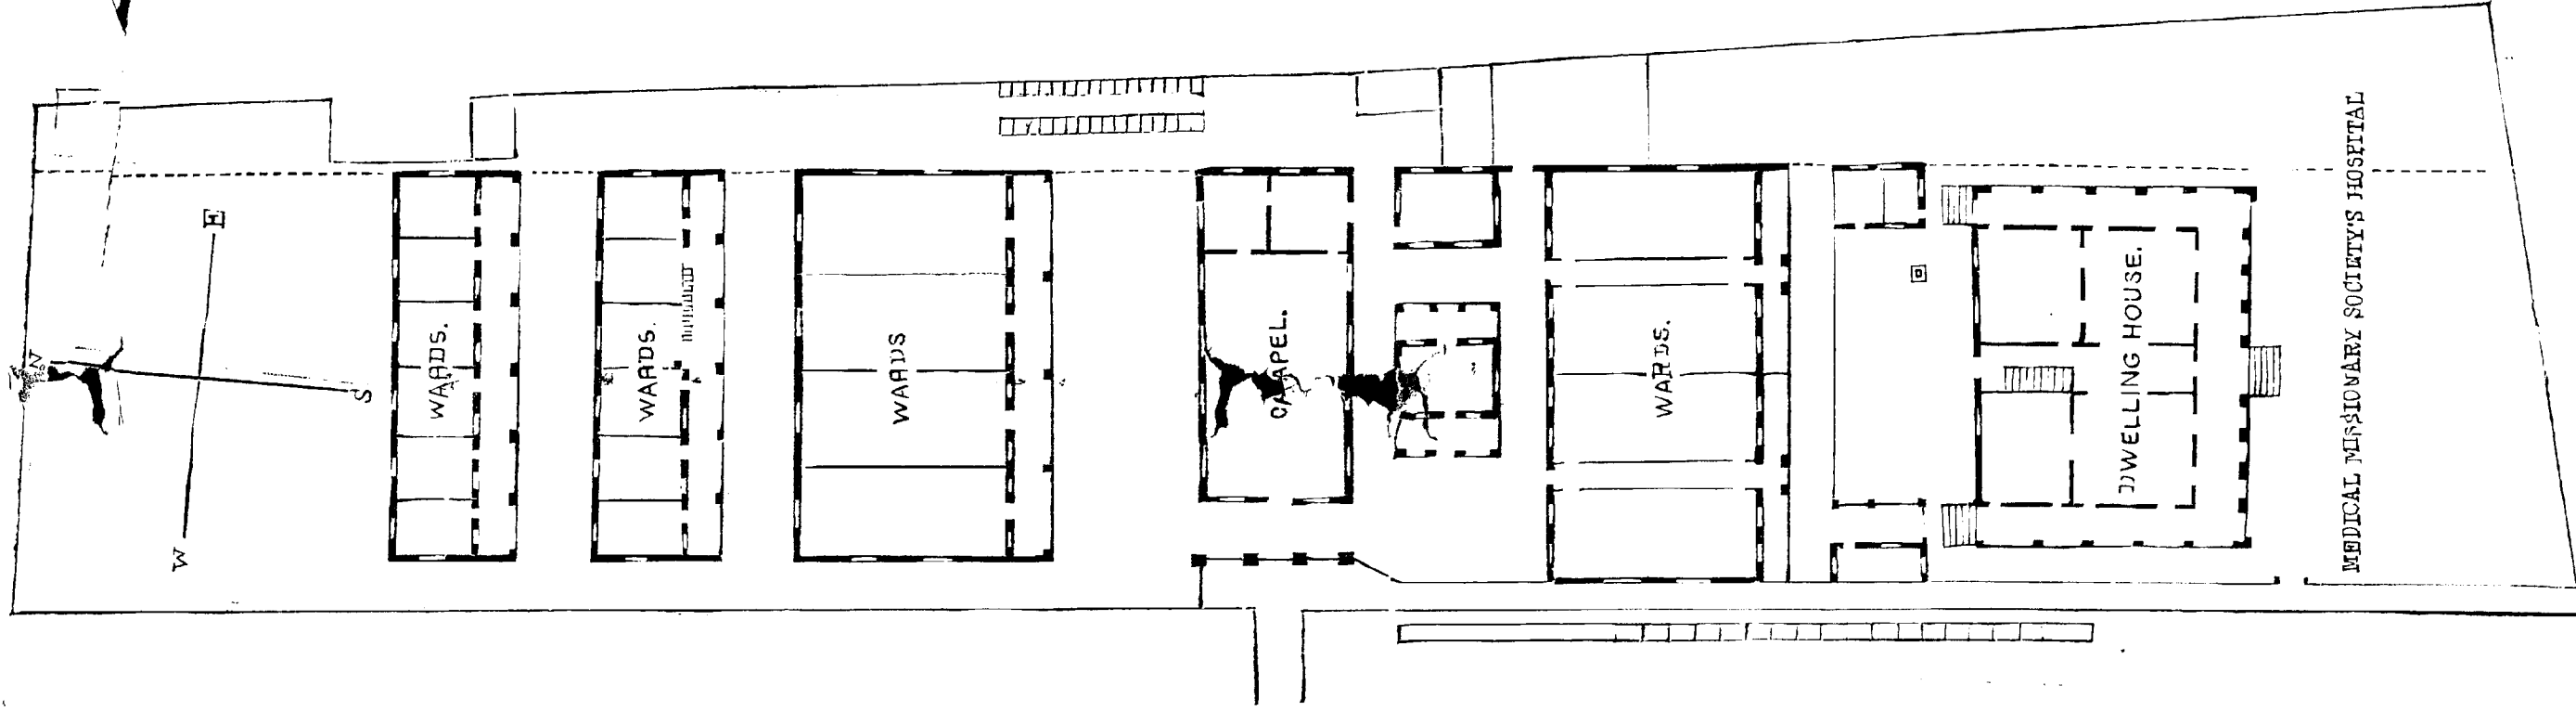 N
E
S
W
WARDS.
WARDS.
WARDS
CHAPEL.
WARDS.
DWELLING HOUSE.
MEDICAL MISSIONARY SOCIETY'S HOSPITAL